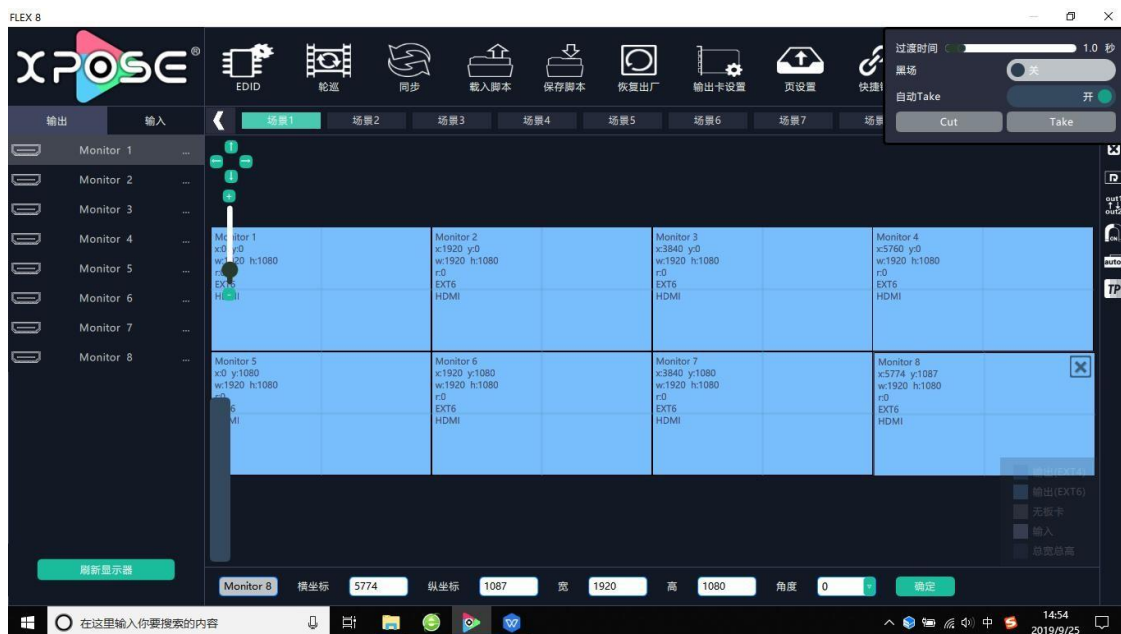 FLEX 8
XPOSE®
EDID
轮巡
同步
载入脚本
保存脚本
恢复出厂
输出卡设置
页设置
过渡时间
1.0 秒
黑场
关
自动Take
开
Cut
Take
输出
输入
场景1
场景2
场景3
场景4
场景5
场景6
场景7
Monitor 1 ...
Monitor 2 ...
Monitor 3 ...
Monitor 4 ...
Monitor 5 ...
Monitor 6 ...
Monitor 7 ...
Monitor 8 ...
out1
out2
ON
auto
TP
Monitor 2
x:1920 y:0
w:1920 h:1080
r:0
EXT6
HDMI
Monitor 3
x:3840 y:0
w:1920 h:1080
r:0
EXT6
HDMI
Monitor 4
x:5760 y:0
w:1920 h:1080
r:0
EXT6
HDMI
Monitor 5
x:0 y:1080
w:1920 h:1080
Monitor 6
x:1920 y:1080
w:1920 h:1080
r:0
EXT6
HDMI
Monitor 7
x:3840 y:1080
w:1920 h:1080
r:0
EXT6
HDMI
Monitor 8
x:5774 y:1087
w:1920 h:1080
r:0
EXT6
HDMI
输出(EXT4)
输出(EXT6)
无板卡
输入
总宽总高
刷新显示器
Monitor 8 横坐标 5774 纵坐标 1087 宽 1920 高 1080 角度 0 确定
在这里输入你要搜索的内容
中
14:54
2019/9/25